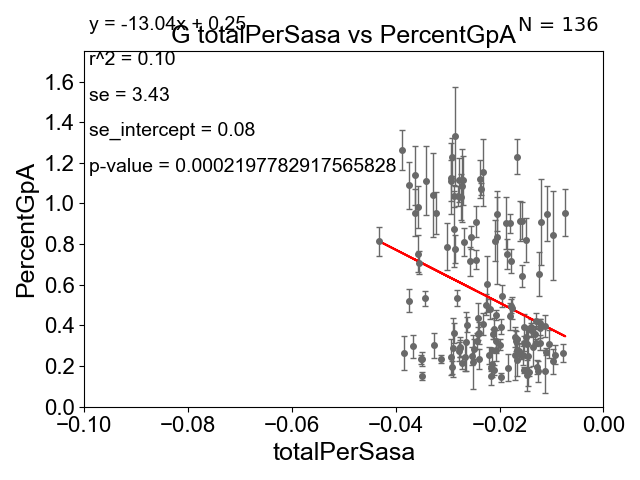 y = -13.04x + 0.25
N = 136
G totalPerSasa vs PercentGpA
r^2 = 0.10
se = 3.43
se_intercept = 0.08
p-value = 0.0002197782917565828
1.6
1.4
1.2
1.0
0.8
0.6
0.4
0.2
0.0
PercentGpA
−0.10
−0.08
−0.06
−0.04
−0.02
0.00
totalPerSasa